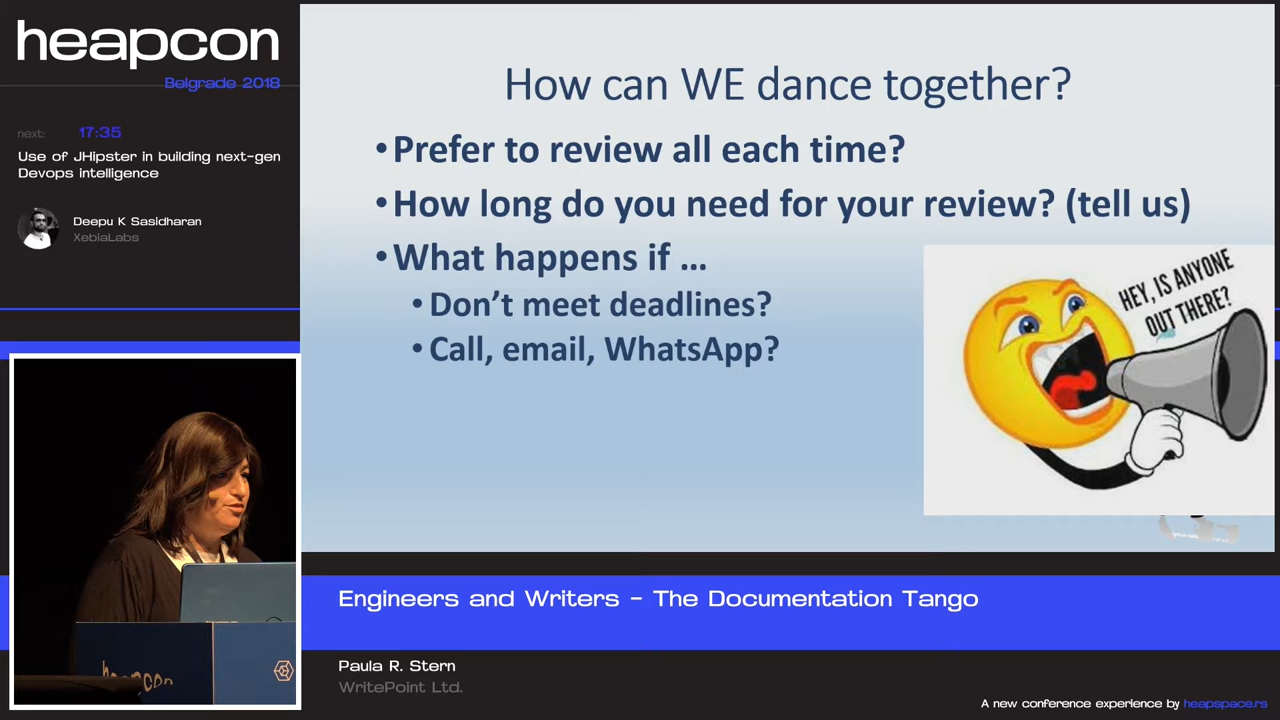 heapcon
Belgrade 2018
next: 17:35
Use of JHipster in building next-gen
Devops intelligence
Deepu K Sasidharan
XebiaLabs
How can WE dance together?
•Prefer to review all each time?
•How long do you need for your review? (tell us)
•What happens if …
•Don’t meet deadlines?
•Call, email, WhatsApp?
HEY, IS ANYONE
OUT THERE?
heapcon
Engineers and Writers - The Documentation Tango
Paula R. Stern
WritePoint Ltd.
A new conference experience by heapspace.rs